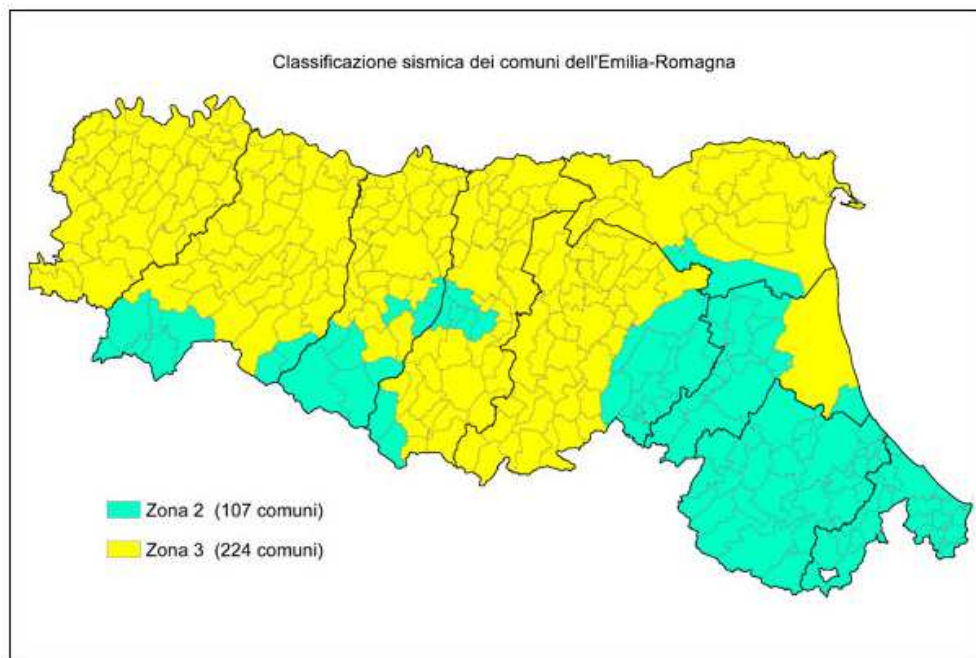 Classificazione sismica dei comuni dell'Emilia-Romagna
Zona 2 (107 comuni)
Zona 3 (224 comuni)